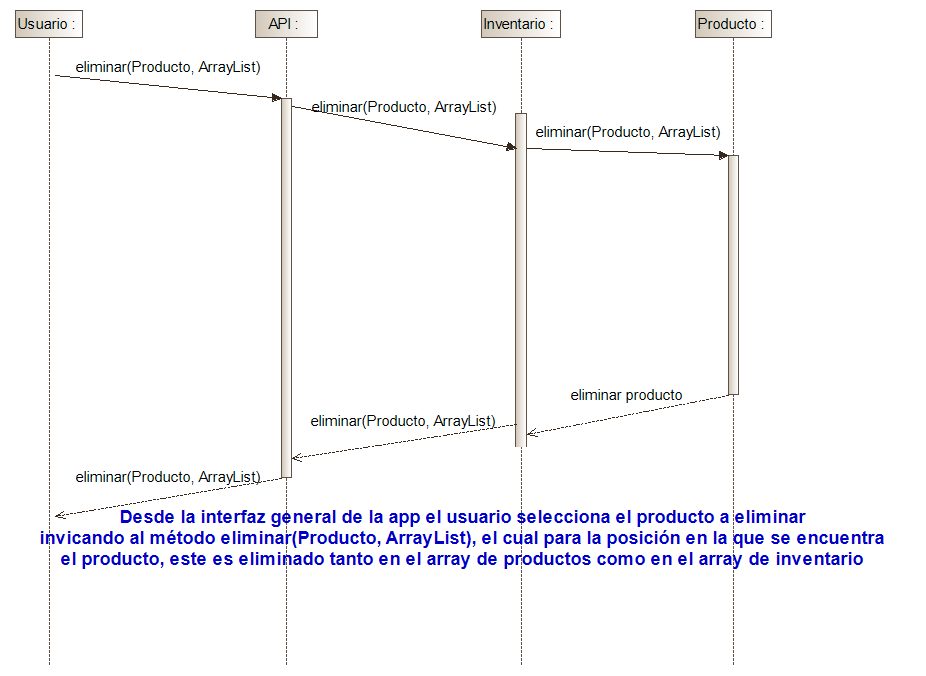 Usuario :
API :
Inventario :
Producto :
eliminar(Producto, ArrayList)
eliminar(Producto, ArrayList)
eliminar(Producto, ArrayList)
eliminar producto
eliminar(Producto, ArrayList)
eliminar(Producto, ArrayList)
Desde la interfaz general de la app el usuario selecciona el producto a eliminar
invicando al método eliminar(Producto, ArrayList), el cual para la posición en la que se encuentra
el producto, este es eliminado tanto en el array de productos como en el array de inventario